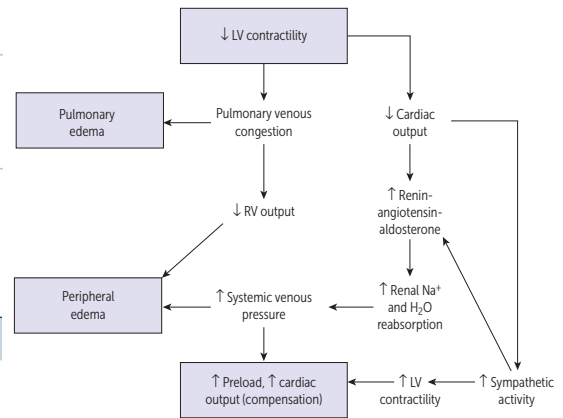 ↓ LV contractility
Pulmonary
edema
Pulmonary venous
congestion
↓ Cardiac
output
↓ RV output
↑ Renin-
angiotensin-
aldosterone
Peripheral
edema
↑ Systemic venous
pressure
↑ Renal Na⁺
and H₂O
reabsorption
↑ Preload, ↑ cardiac
output (compensation)
↑ LV
contractility
↑ Sympathetic
activity